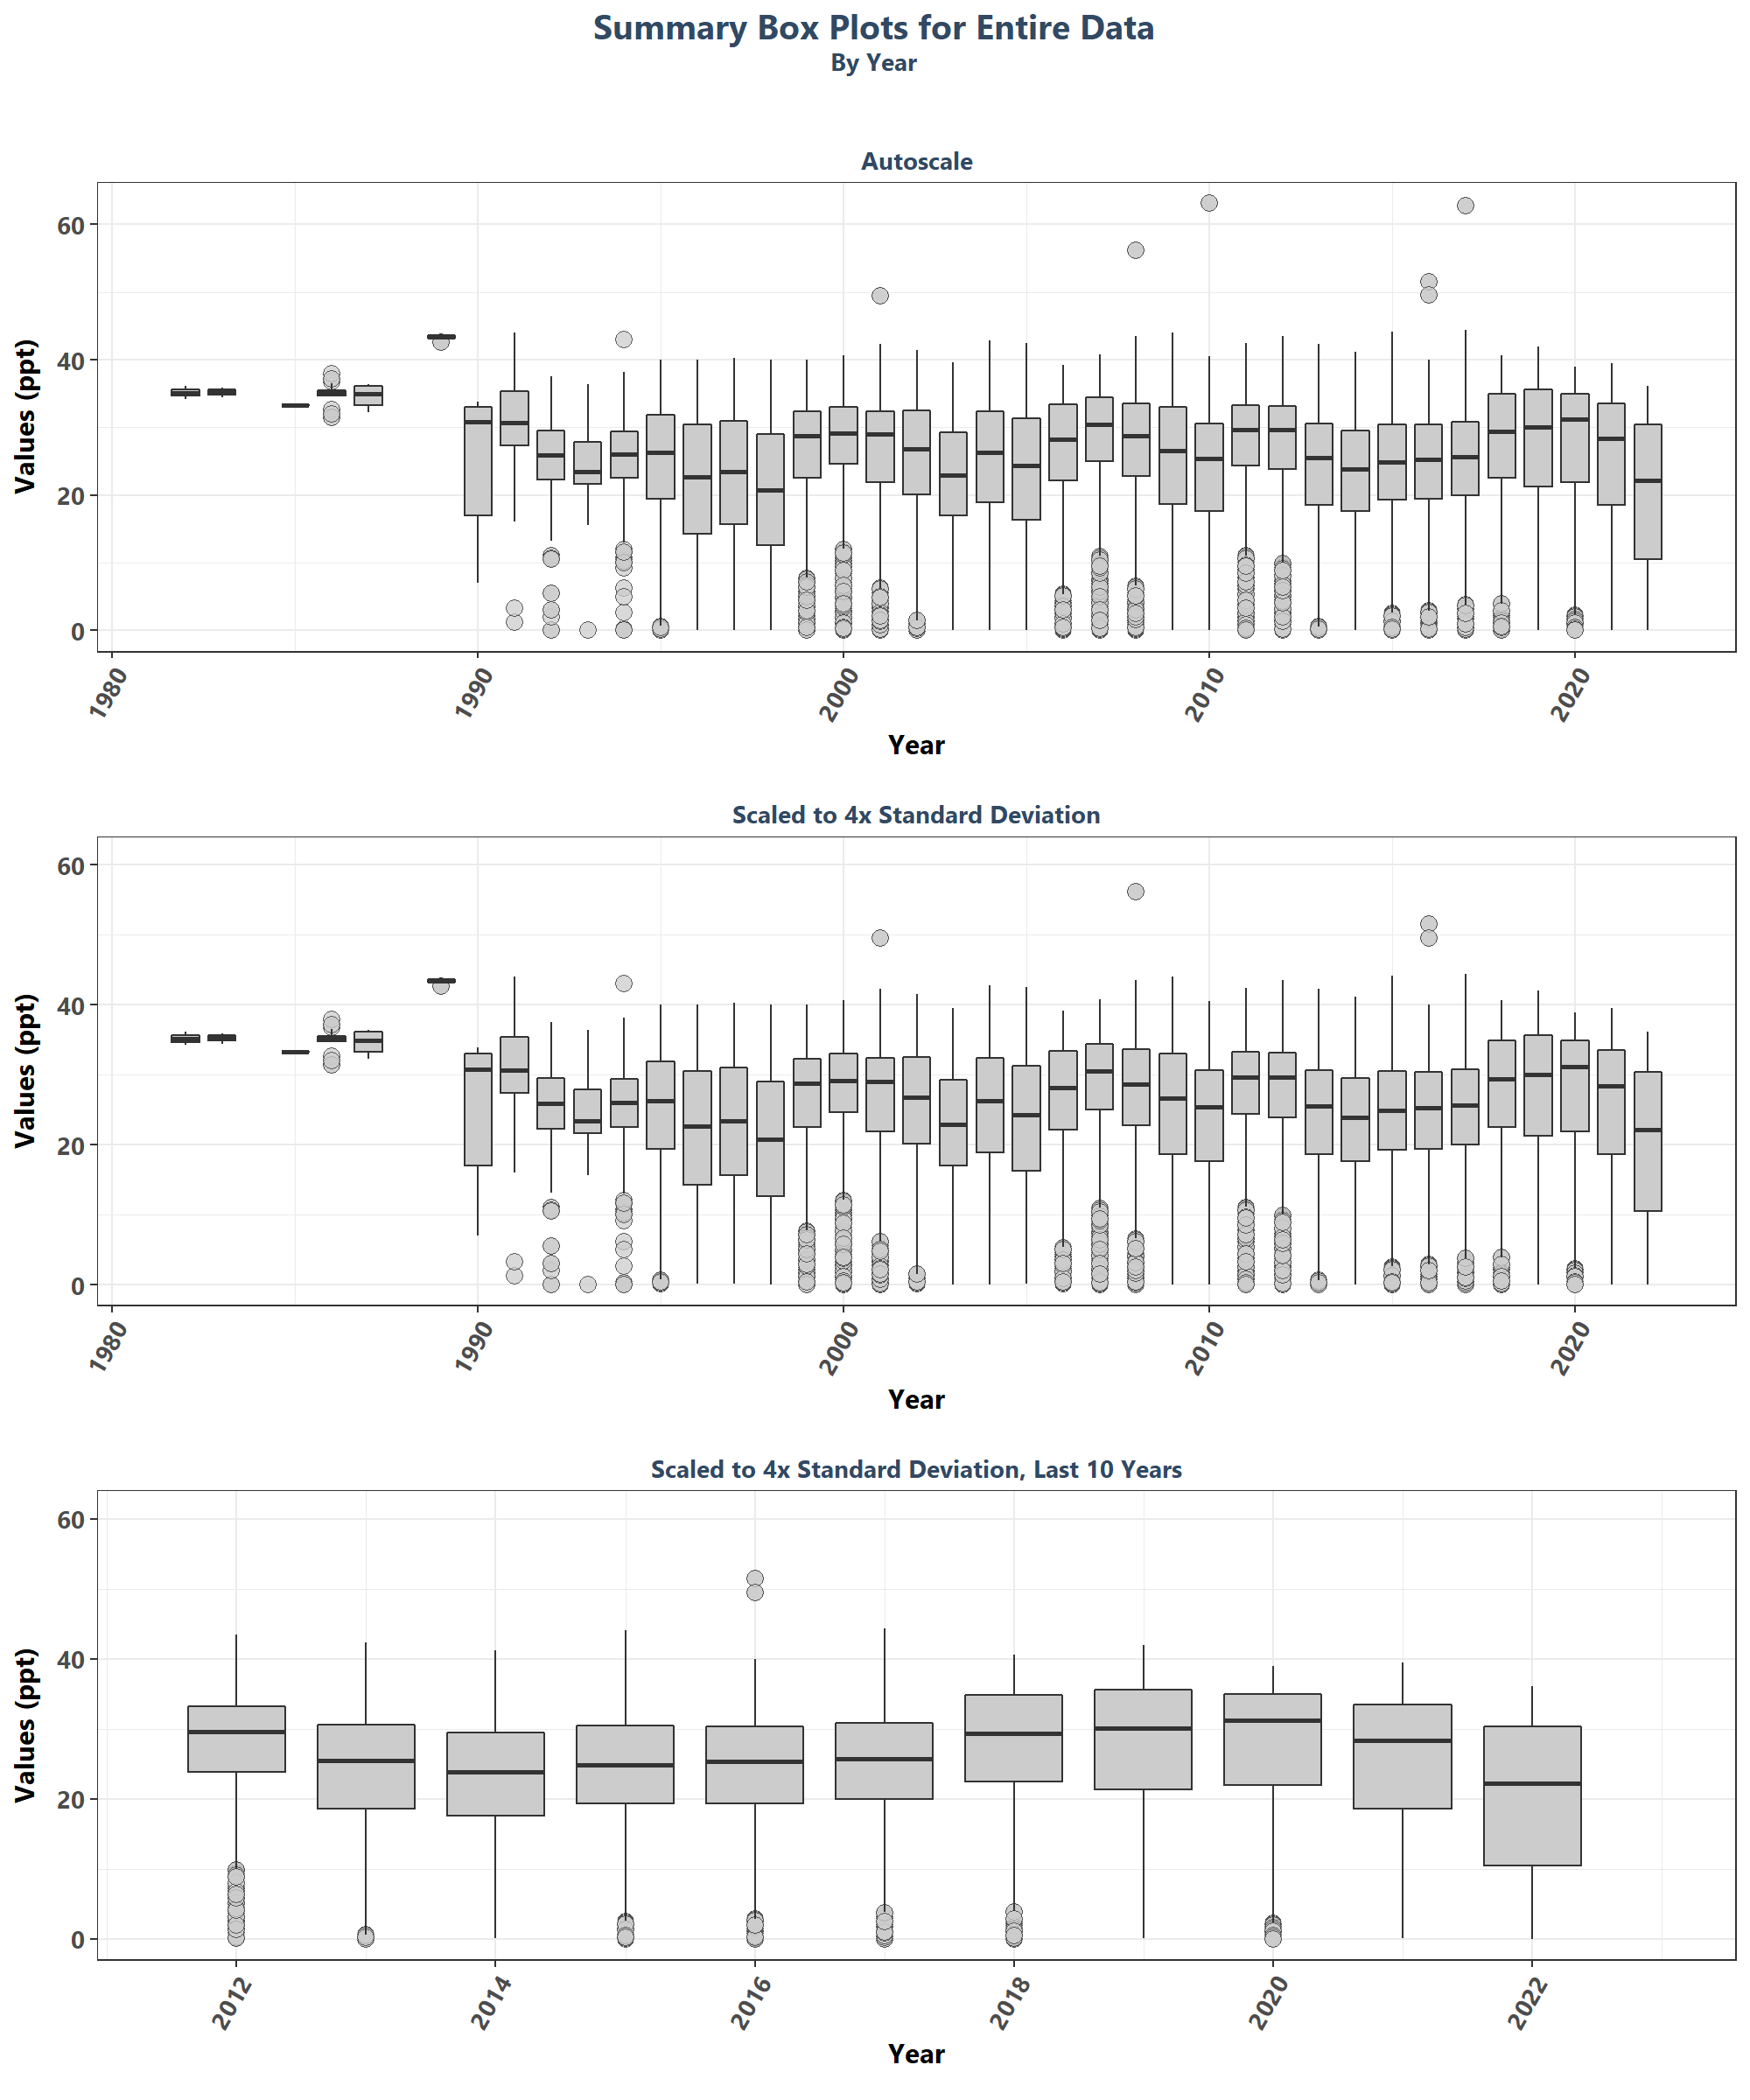 Summary Box Plots for Entire Data
By Year
Autoscale
Values (ppt)
60
40
20
0
1980
1990
2000
2010
2020
Year
Scaled to 4x Standard Deviation
Values (ppt)
60
40
20
0
1980
1990
2000
2010
2020
Year
Scaled to 4x Standard Deviation, Last 10 Years
Values (ppt)
60
40
20
0
2012
2014
2016
2018
2020
2022
Year